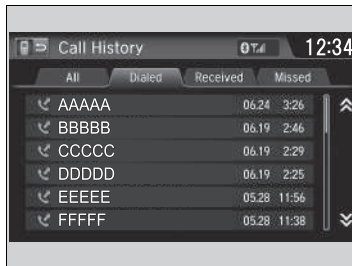 Call History 12:34
All Dialed Received Missed
AAAAA 06.24 3:26
BBBBB 06.19 2:46
CCCCC 06.19 2:29
DDDDD 06.19 2:25
EEEEE 05.28 11:56
FFFFF 05.28 11:38